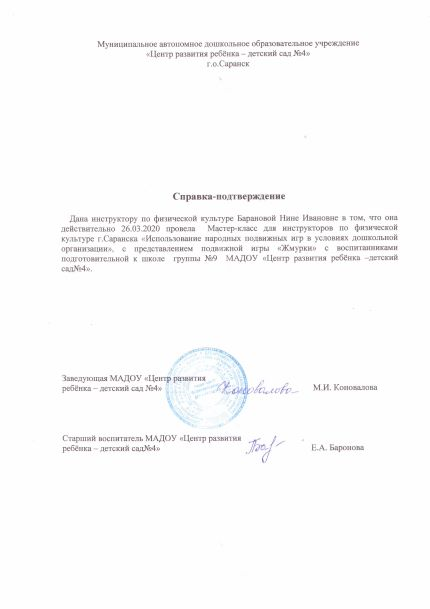 Муниципальное автономное дошкольное образовательное учреждение
«Центр развития ребёнка – детский сад №4»
г.о.Саранск
Справка-подтверждение
Дана инструктору по физической культуре Барановой Нине Ивановне в том, что она
действительно 26.03.2020 провела Мастер-класс для инструкторов по физической
культуре г.Саранска «Использование народных подвижных игр в условиях дошкольной
организации», с представлением подвижной игры «Жмурки» с воспитанниками
подготовительной к школе группы №9 МАДОУ «Центр развития ребёнка –детский
сад№4».
Заведующая МАДОУ «Центр развития
ребёнка – детский сад №4» Коновалова М.И. Коновалова
Старший воспитатель МАДОУ «Центр развития
ребёнка – детский сад№4» Е.А. Баронова